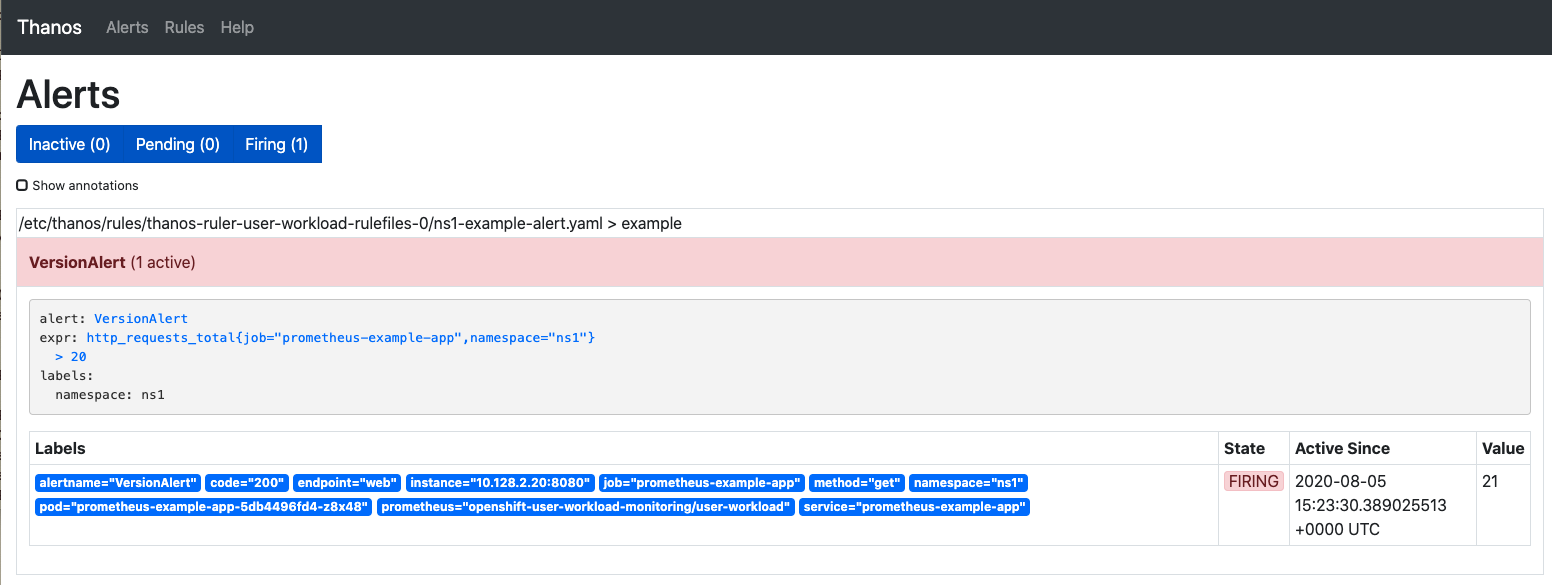 Thanos Alerts Rules Help
Alerts
Inactive (0) Pending (0) Firing (1)
Show annotations
/etc/thanos/rules/thanos-ruler-user-workload-rulefiles-0/ns1-example-alert.yaml > example
VersionAlert (1 active)
alert: VersionAlert
expr: http_requests_total{job="prometheus-example-app",namespace="ns1"}
> 20
labels:
namespace: ns1
Labels State Active Since Value
alertname="VersionAlert" code="200" endpoint="web" instance="10.128.2.20:8080" job="prometheus-example-app" method="get" namespace="ns1" FIRING 2020-08-05 21
pod="prometheus-example-app-5db4496fd4-z8x48" prometheus="openshift-user-workload-monitoring/user-workload" service="prometheus-example-app" 15:23:30.389025513
+0000 UTC